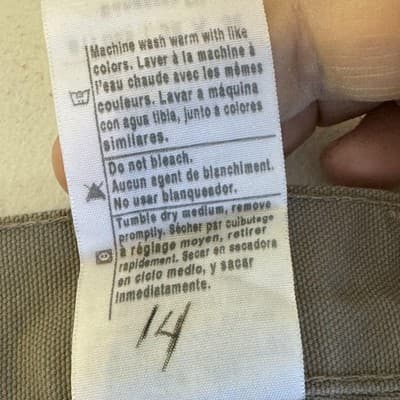 Machine wash warm with like
colors. Laver à la machine à
l'eau chaude avec les mêmes
couleurs. Lavar a máquina
con agua tibia, junto a colores
similares.
Do not bleach.
Aucun agent de blanchiment.
No usar blanqueador.
Tumble dry medium, remove
promptly. Sécher par culbutage
à réglage moyen, retirer
rapidement. Secar en secadora
en ciclo medio, y sacar
inmediatamente.
14